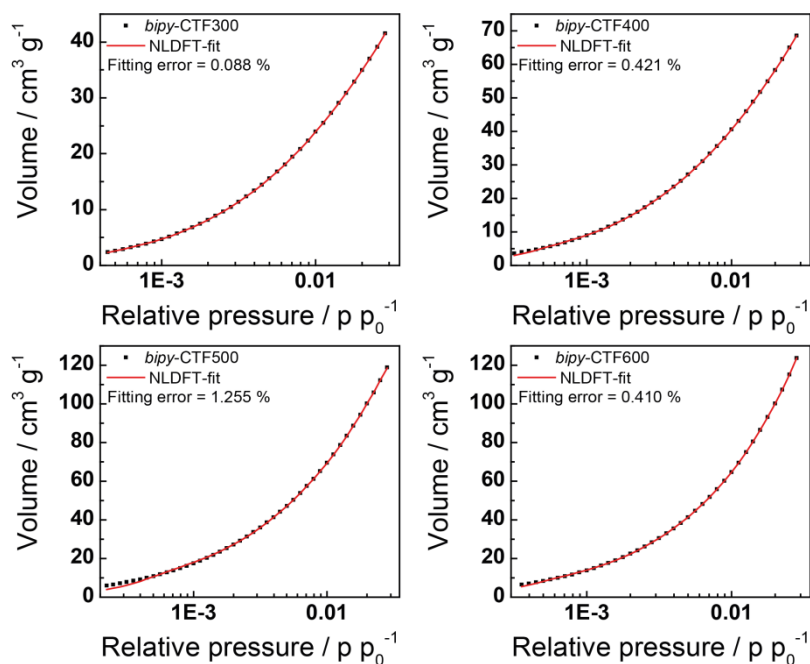 bipy-CTF300
NLDFT-fit
Fitting error = 0.088 %
Volume / cm³ g⁻¹
40
30
20
10
0
1E-3
0.01
Relative pressure / p p₀⁻¹
bipy-CTF400
NLDFT-fit
Fitting error = 0.421 %
Volume / cm³ g⁻¹
70
60
50
40
30
20
10
0
1E-3
0.01
Relative pressure / p p₀⁻¹
bipy-CTF500
NLDFT-fit
Fitting error = 1.255 %
Volume / cm³ g⁻¹
120
100
80
60
40
20
0
1E-3
0.01
Relative pressure / p p₀⁻¹
bipy-CTF600
NLDFT-fit
Fitting error = 0.410 %
Volume / cm³ g⁻¹
120
100
80
60
40
20
0
1E-3
0.01
Relative pressure / p p₀⁻¹